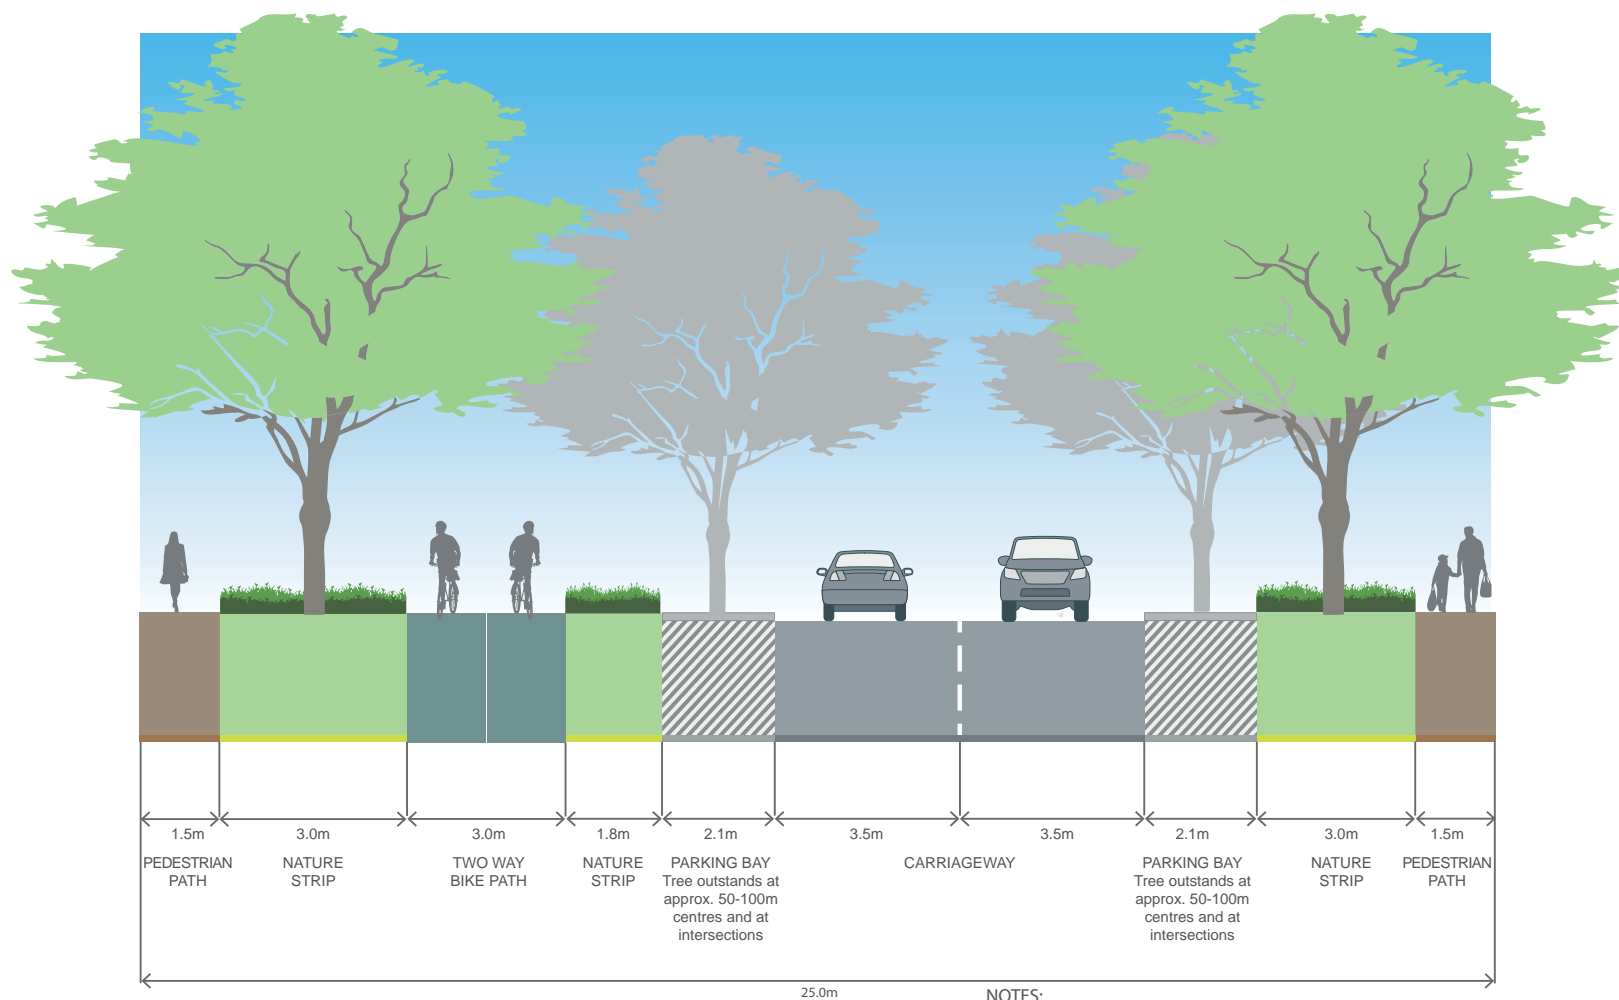 1.5m 3.0m 3.0m 1.8m 2.1m 3.5m 3.5m 2.1m 3.0m 1.5m
PEDESTRIAN
PATH
NATURE
STRIP
TWO WAY
BIKE PATH
NATURE
STRIP
PARKING BAY
Tree outstands at
approx. 50-100m
centres and at
intersections
CARRIAGEWAY
PARKING BAY
Tree outstands at
approx. 50-100m
centres and at
intersections
NATURE
STRIP
PEDESTRIAN
PATH
25.0m
NOTES: